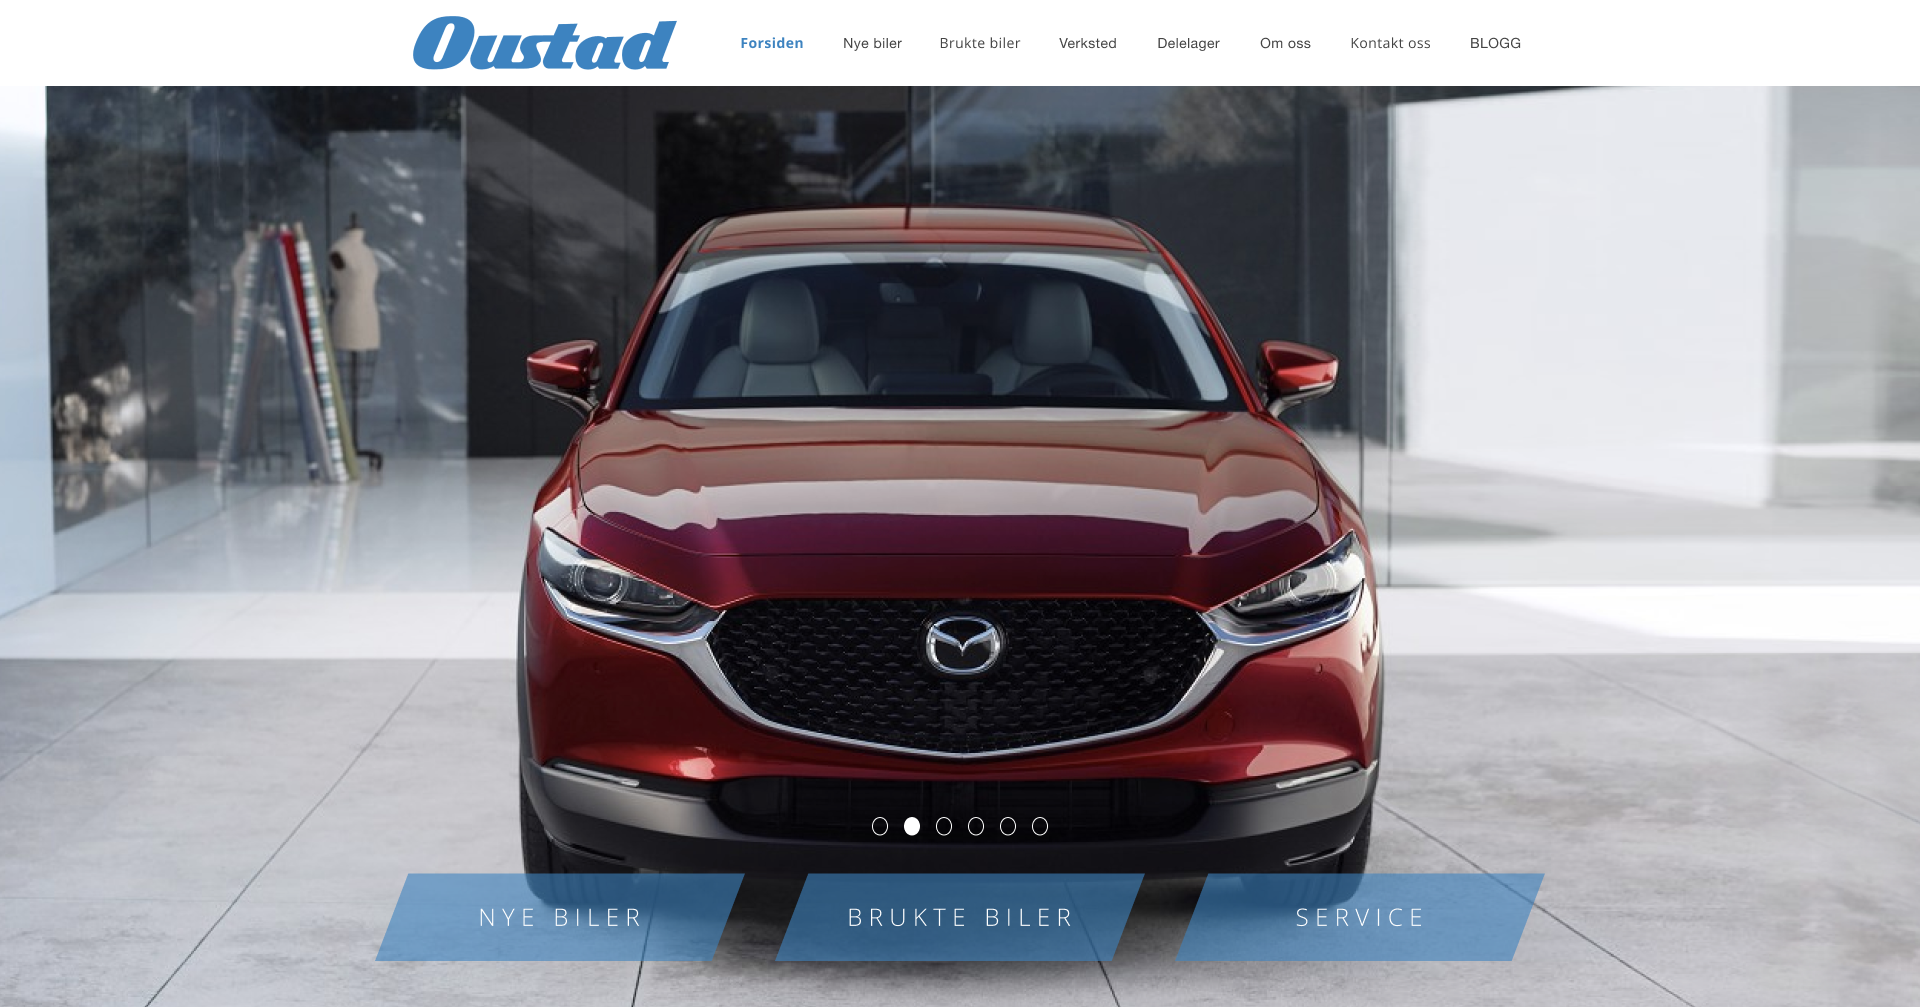 Oustad
Forsiden Nye biler Brukte biler Verksted Delelager Om oss Kontakt oss BLOGG
NYE BILER BRUKTE BILER SERVICE